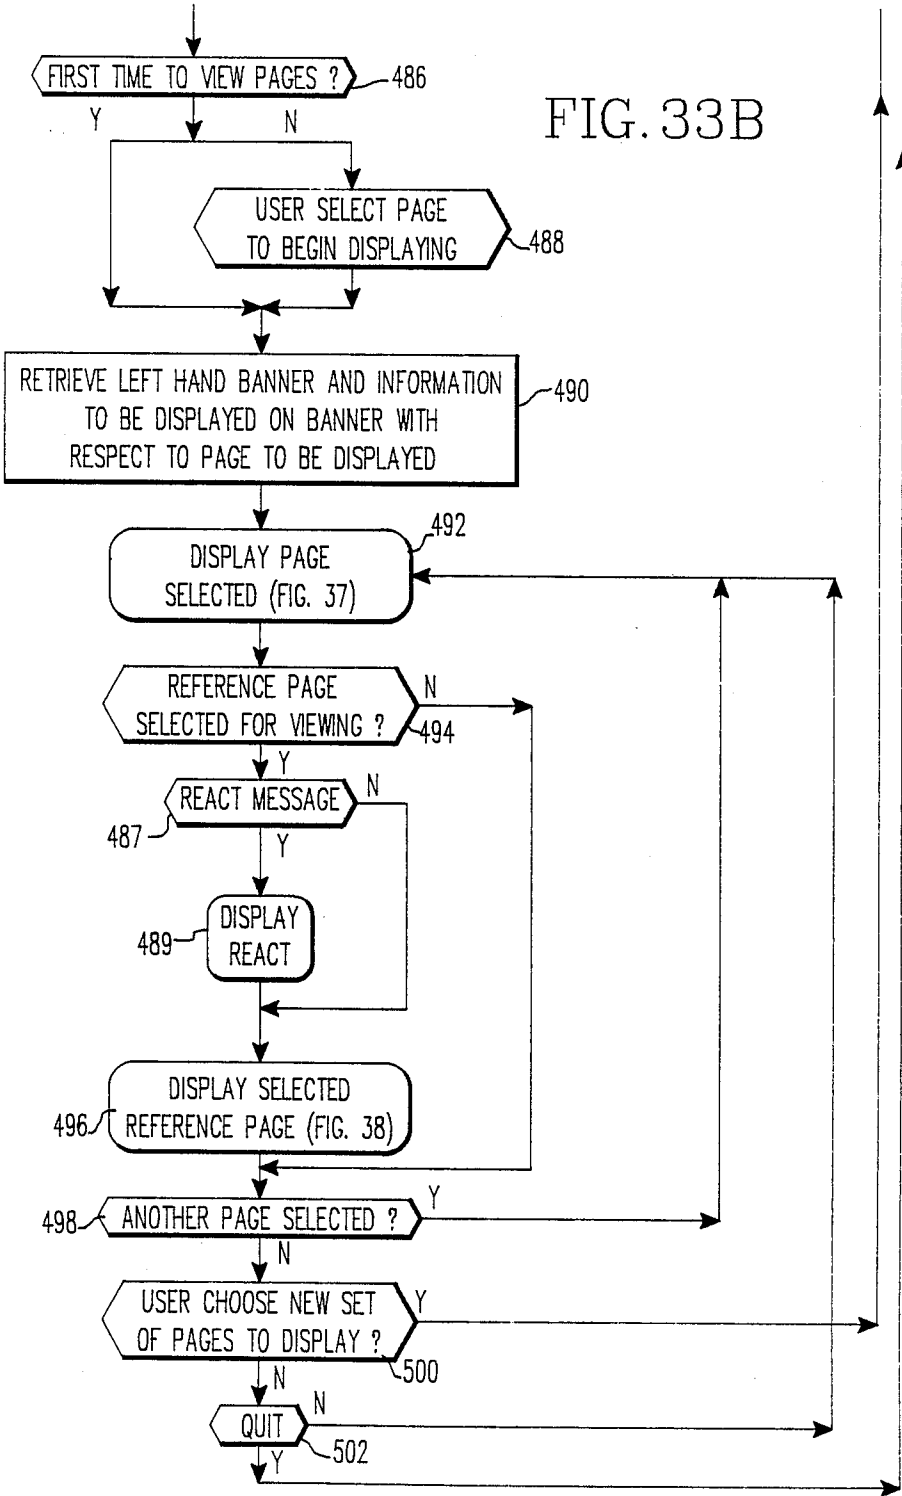 FIRST TIME TO VIEW PAGES ?
486
FIG. 33B
Y
N
USER SELECT PAGE
TO BEGIN DISPLAYING
488
RETRIEVE LEFT HAND BANNER AND INFORMATION
TO BE DISPLAYED ON BANNER WITH
RESPECT TO PAGE TO BE DISPLAYED
490
492
DISPLAY PAGE
SELECTED (FIG. 37)
REFERENCE PAGE
SELECTED FOR VIEWING ?
N
494
Y
REACT MESSAGE
N
487
Y
DISPLAY
REACT
489
DISPLAY SELECTED
REFERENCE PAGE (FIG. 38)
496
498
ANOTHER PAGE SELECTED ?
Y
N
USER CHOOSE NEW SET
OF PAGES TO DISPLAY ?
Y
500
N
QUIT
N
502
Y